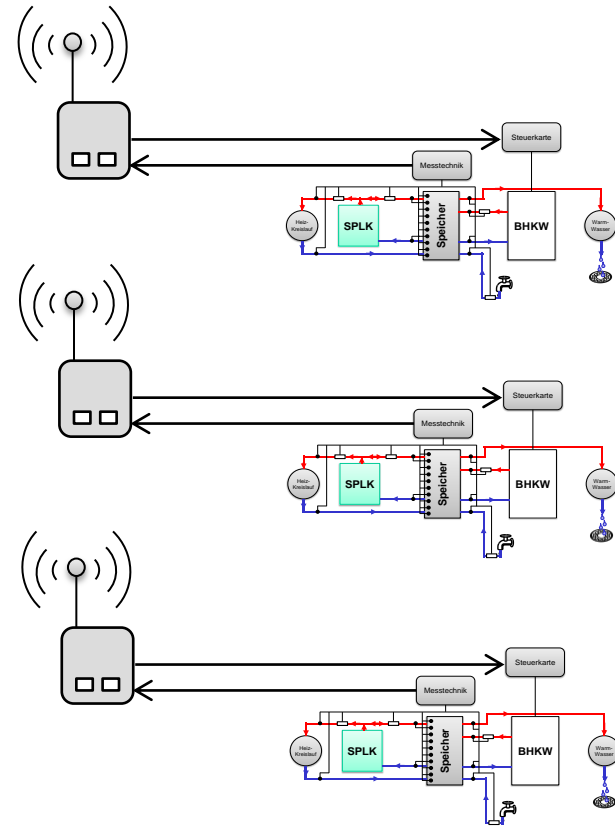 Steuerkarte
Messtechnik
Heiz-
Kreislauf
SPLK
Speicher
BHKW
Warm-
Wasser
Steuerkarte
Messtechnik
Heiz-
Kreislauf
SPLK
Speicher
BHKW
Warm-
Wasser
Steuerkarte
Messtechnik
Heiz-
Kreislauf
SPLK
Speicher
BHKW
Warm-
Wasser